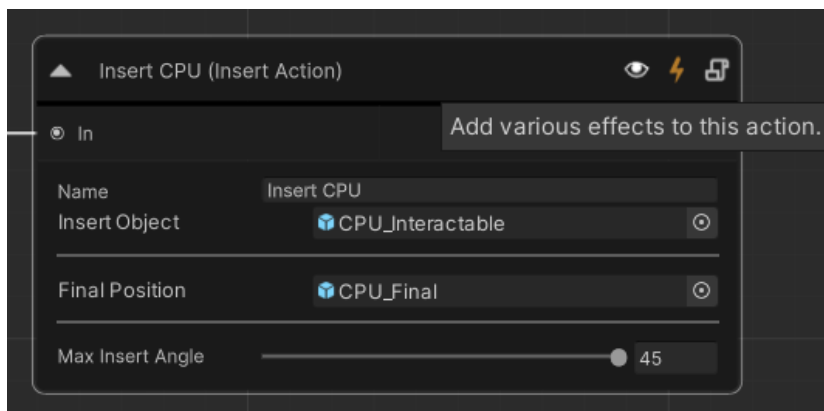 Insert CPU (Insert Action)
In
Add various effects to this action.
Name Insert CPU
Insert Object CPU_Interactable
Final Position CPU_Final
Max Insert Angle 45